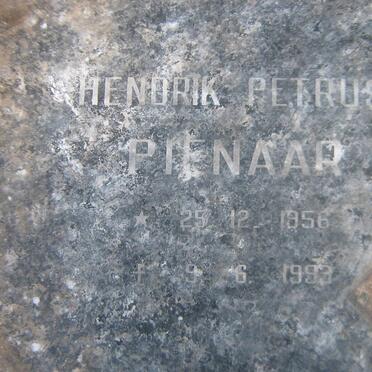 HENDRIK PETRUS
PIENAAR
* 25. 12. 1956
† 9. 6. 1993